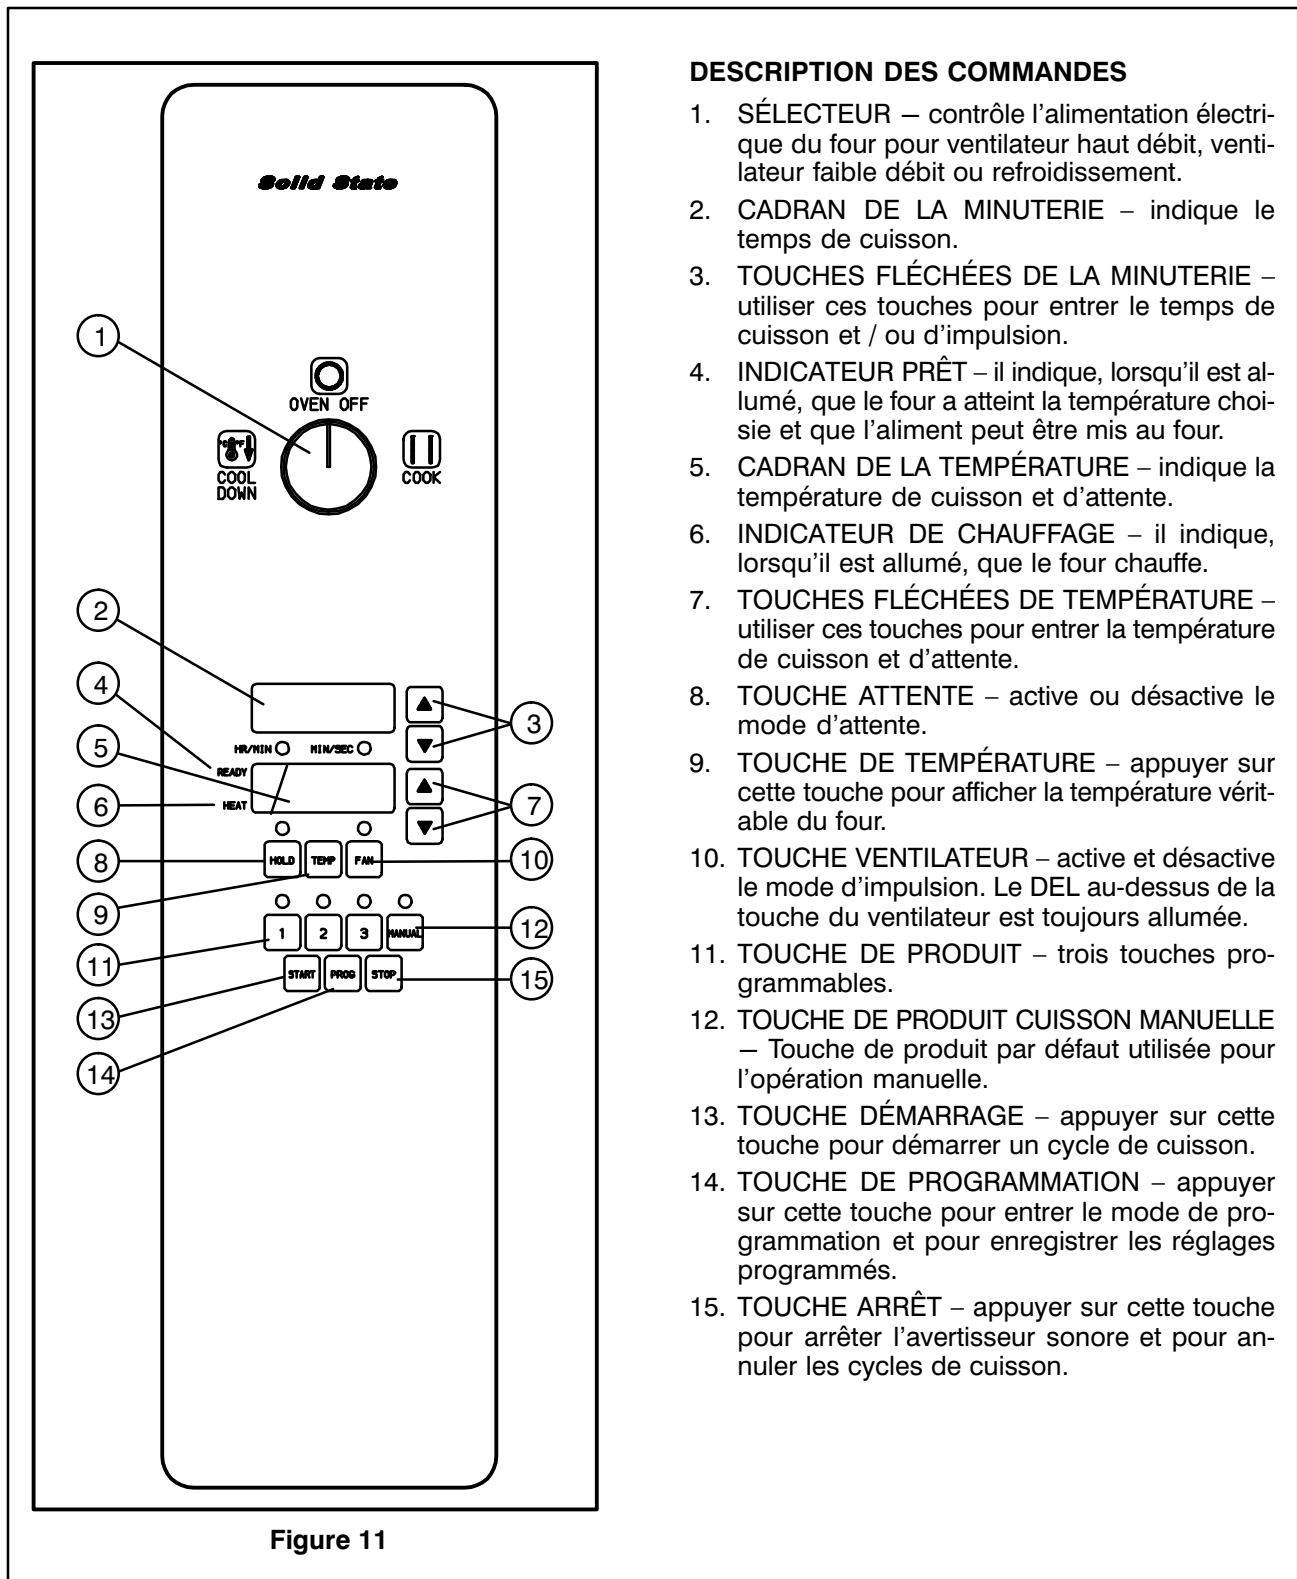 Solid State
1
OVEN OFF
COOL
DOWN
COOK
2
4
3
HR/MIN
MIN/SEC
5
READY
6
HEAT
7
8
HOLD
TEMP
FAN
10
9
1
2
3
MANUAL
12
11
START
PROG
STOP
15
13
14
Figure 11
DESCRIPTION DES COMMANDES
1. SÉLECTEUR — contrôle l’alimentation électri-
que du four pour ventilateur haut débit, venti-
lateur faible débit ou refroidissement.
2. CADRAN DE LA MINUTERIE – indique le
temps de cuisson.
3. TOUCHES FLÉCHÉES DE LA MINUTERIE –
utiliser ces touches pour entrer le temps de
cuisson et / ou d’impulsion.
4. INDICATEUR PRÊT – il indique, lorsqu’il est al-
lumé, que le four a atteint la température choi-
sie et que l’aliment peut être mis au four.
5. CADRAN DE LA TEMPÉRATURE – indique la
température de cuisson et d’attente.
6. INDICATEUR DE CHAUFFAGE – il indique,
lorsqu’il est allumé, que le four chauffe.
7. TOUCHES FLÉCHÉES DE TEMPÉRATURE –
utiliser ces touches pour entrer la température
de cuisson et d’attente.
8. TOUCHE ATTENTE – active ou désactive le
mode d’attente.
9. TOUCHE DE TEMPÉRATURE – appuyer sur
cette touche pour afficher la température vérit-
able du four.
10. TOUCHE VENTILATEUR – active et désactive
le mode d’impulsion. Le DEL au-dessus de la
touche du ventilateur est toujours allumée.
11. TOUCHE DE PRODUIT – trois touches pro-
grammables.
12. TOUCHE DE PRODUIT CUISSON MANUELLE
— Touche de produit par défaut utilisée pour
l’opération manuelle.
13. TOUCHE DÉMARRAGE – appuyer sur cette
touche pour démarrer un cycle de cuisson.
14. TOUCHE DE PROGRAMMATION – appuyer
sur cette touche pour entrer le mode de pro-
grammation et pour enregistrer les réglages
programmés.
15. TOUCHE ARRÊT – appuyer sur cette touche
pour arrêter l’avertisseur sonore et pour an-
nuler les cycles de cuisson.